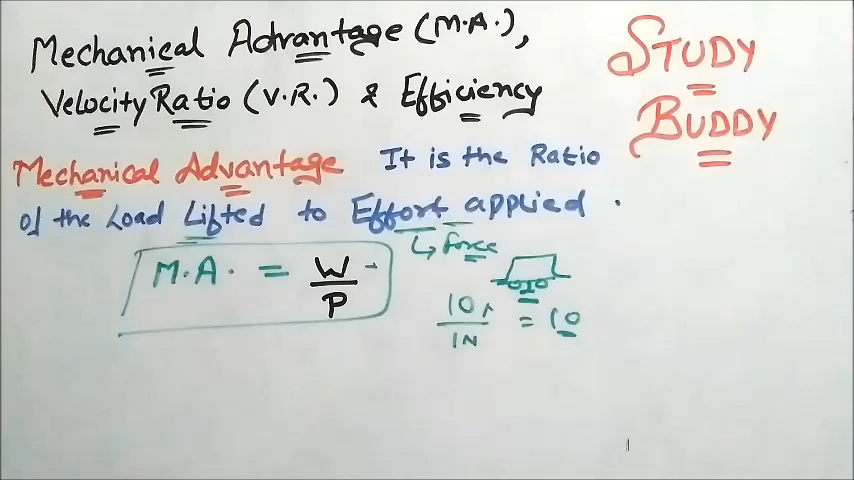 Mechanical Advantage (M.A.),
Velocity Ratio (V.R.) & Efficiency
STUDY
BUDDY
Mechanical Advantage It is the Ratio
of the Load Lifted to Effort applied.
↳ force
M.A. = W/P
10/1N = 10